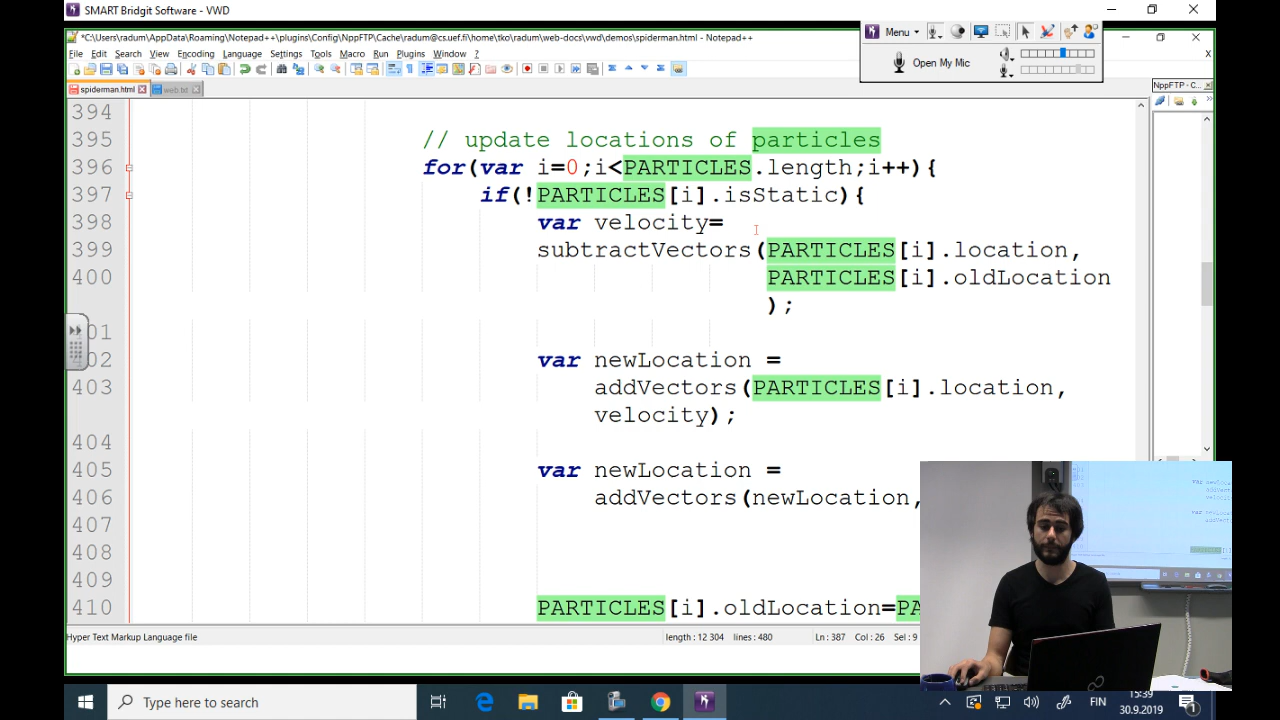 SMART Bridgit Software - VWD
*C:\Users\radum\AppData\Roaming\Notepad++\plugins\Config\NppFTP\Cache\radum@cs.uef.fi\home\tko\radum\web-docs\vwd\demos\spiderman.html - Notepad++
Menu
File Edit Search View Encoding Language Settings Tools Macro Run Plugins Window ?
Open My Mic
spiderman.html web.txt
NppFTP - C...
394
395 // update locations of particles
396 for(var i=0;i<PARTICLES.length;i++){
397 if(!PARTICLES[i].isStatic){
398 var velocity=
399 subtractVectors(PARTICLES[i].location,
400 PARTICLES[i].oldLocation
);
01
02 var newLocation =
403 addVectors(PARTICLES[i].location,
velocity);
404
405 var newLocation =
406 addVectors(newLocation,
407
408
409
410 PARTICLES[i].oldLocation=PA
Hyper Text Markup Language file length : 12 304 lines : 480 Ln : 387 Col : 26 Sel : 9
Type here to search
FIN
15:39
30.9.2019
1